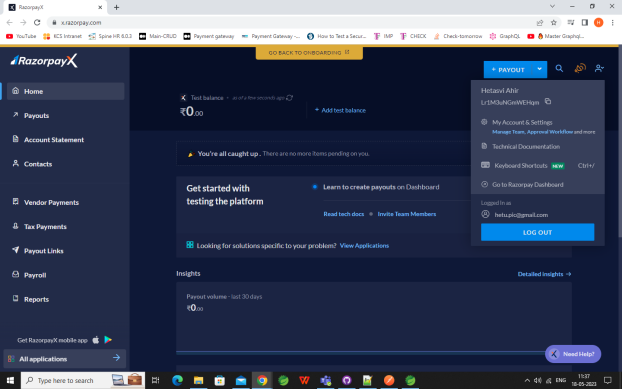 RazorpayX
x.razorpay.com
YouTube
KCS Intranet
Spine HR 6.0.3
Main-CRUD
Payment gateway
Payment Gateway -...
How to Test a Secur...
IMP
CHECK
Check-tomorrow
GraphQL
Master Graphql...
GO BACK TO ONBOARDING
RazorpayX
+ PAYOUT
Home
Payouts
Account Statement
Contacts
Vendor Payments
Tax Payments
Payout Links
Payroll
Reports
Get RazorpayX mobile app
All applications
Test balance • as of a few seconds ago
₹0.00
+ Add test balance
You're all caught up. There are no more items pending on you.
Get started with
testing the platform
Learn to create payouts on Dashboard
Read tech docs
Invite Team Members
Looking for solutions specific to your problem? View Applications
Insights
Detailed insights →
Payout volume - last 30 days
₹0.00
Hetasvi Ahir
My Account & Settings
Manage Team, Approval Workflow and more
Technical Documentation
Keyboard Shortcuts NEW Ctrl+/
Go to Razorpay Dashboard
Logged in as
hetu.pic@gmail.com
LOG OUT
Need Help?
Type here to search
ENG
11:37
18-05-2023